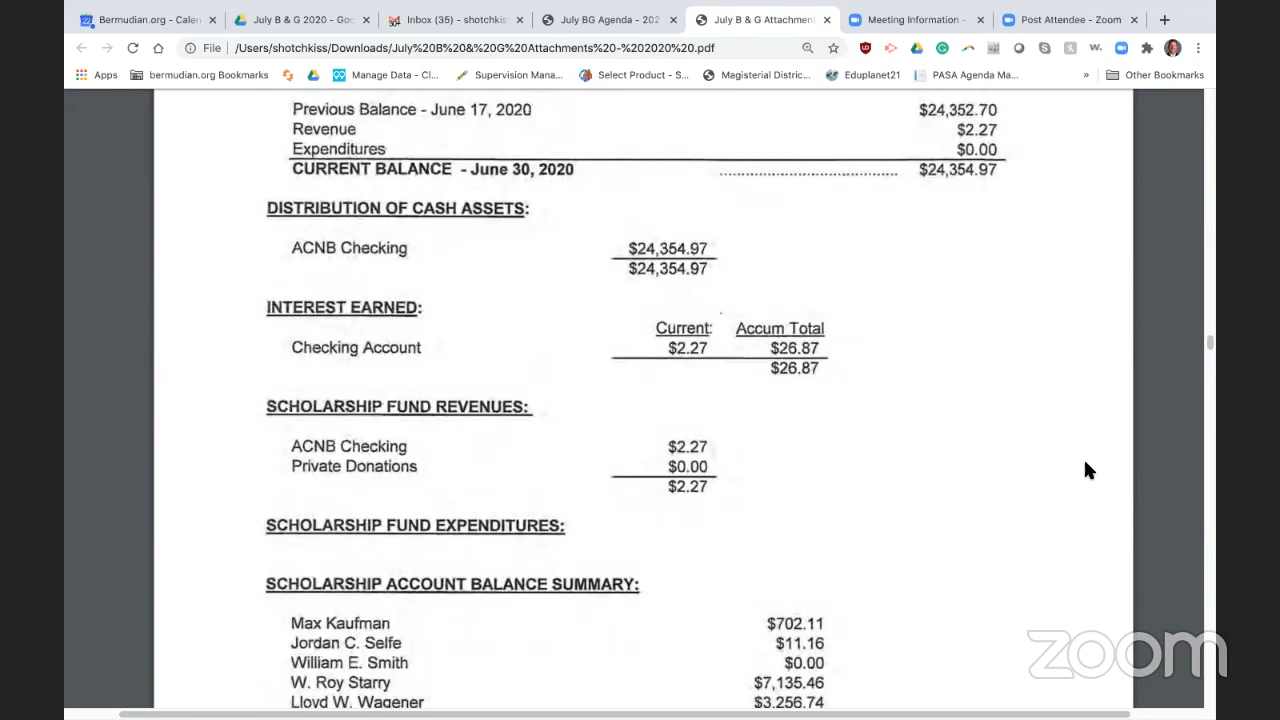 Bermudian.org - Caler
July B & G 2020 - Goo
Inbox (35) - shotchkis
July BG Agenda - 202
July B & G Attachment
Meeting Information -
Post Attendee - Zoom
File /Users/shotchkiss/Downloads/July%20B%20&%20G%20Attachments%20-%202020%20.pdf
Apps bermudian.org Bookmarks Manage Data - Cl... Supervision Mana... Select Product - S... Magisterial Distric... Eduplanet21 PASA Agenda Ma... » Other Bookmarks
Previous Balance - June 17, 2020 $24,352.70
Revenue $2.27
Expenditures $0.00
CURRENT BALANCE - June 30, 2020 ........................................ $24,354.97
DISTRIBUTION OF CASH ASSETS:
ACNB Checking $24,354.97
$24,354.97
INTEREST EARNED:
Current: Accum Total
Checking Account $2.27 $26.87
$26.87
SCHOLARSHIP FUND REVENUES:
ACNB Checking $2.27
Private Donations $0.00
$2.27
SCHOLARSHIP FUND EXPENDITURES:
SCHOLARSHIP ACCOUNT BALANCE SUMMARY:
Max Kaufman $702.11
Jordan C. Selfe $11.16
William E. Smith $0.00
W. Roy Starry $7,135.46
Lloyd W. Wagener $3,256.74
zoom